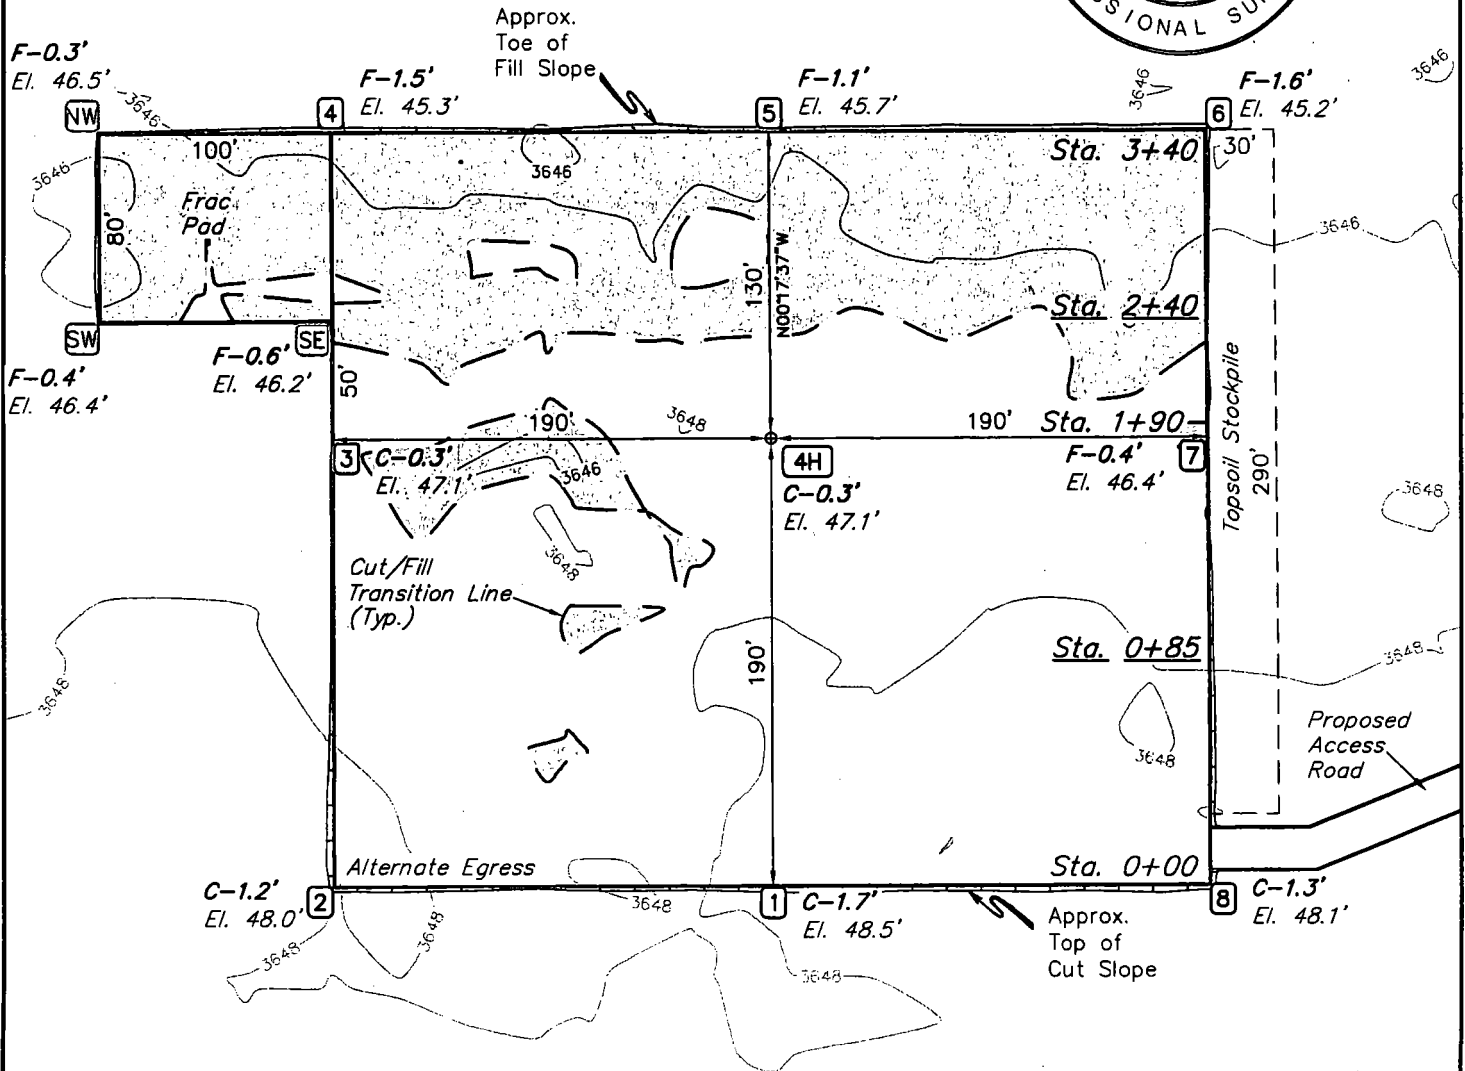 SSIONAL SUR
Approx.
Toe of
Fill Slope
F-0.3'
El. 46.5'
F-1.5'
El. 45.3'
F-1.1'
El. 45.7'
F-1.6'
El. 45.2'
3646
3646
3646
NW
4
5
6
100'
3646
Sta. 3+40
30'
3646
Frac
Pad
80'
3646
130'
N00°17'37"W
Sta. 2+40
SW
SE
F-0.6'
El. 46.2'
F-0.4'
El. 46.4'
50'
Topsoil Stockpile
290'
190'
3648
190'
Sta. 1+90
3
C-0.3'
El. 47.1'
3646
4H
C-0.3'
El. 47.1'
F-0.4'
El. 46.4'
7
3648
3648
Cut/Fill
Transition Line
(Typ.)
190'
Sta. 0+85
3648
3648
3648
Proposed
Access
Road
Alternate Egress
Sta. 0+00
C-1.2'
El. 48.0'
2
3648
3648
1
C-1.7'
El. 48.5'
8
C-1.3'
El. 48.1'
Approx.
Top of
Cut Slope
3648
3648